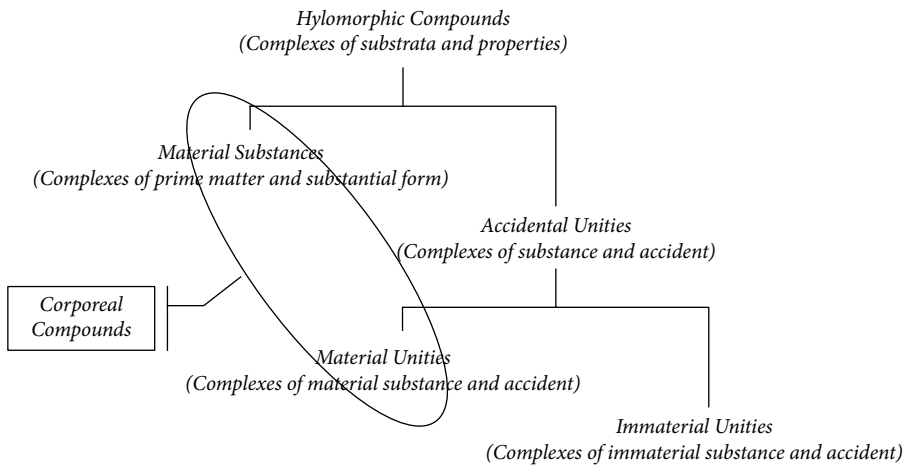 Hylomorphic Compounds
(Complexes of substrata and properties)
Material Substances
(Complexes of prime matter and substantial form)
Accidental Unities
(Complexes of substance and accident)
Corporeal
Compounds
Material Unities
(Complexes of material substance and accident)
Immaterial Unities
(Complexes of immaterial substance and accident)